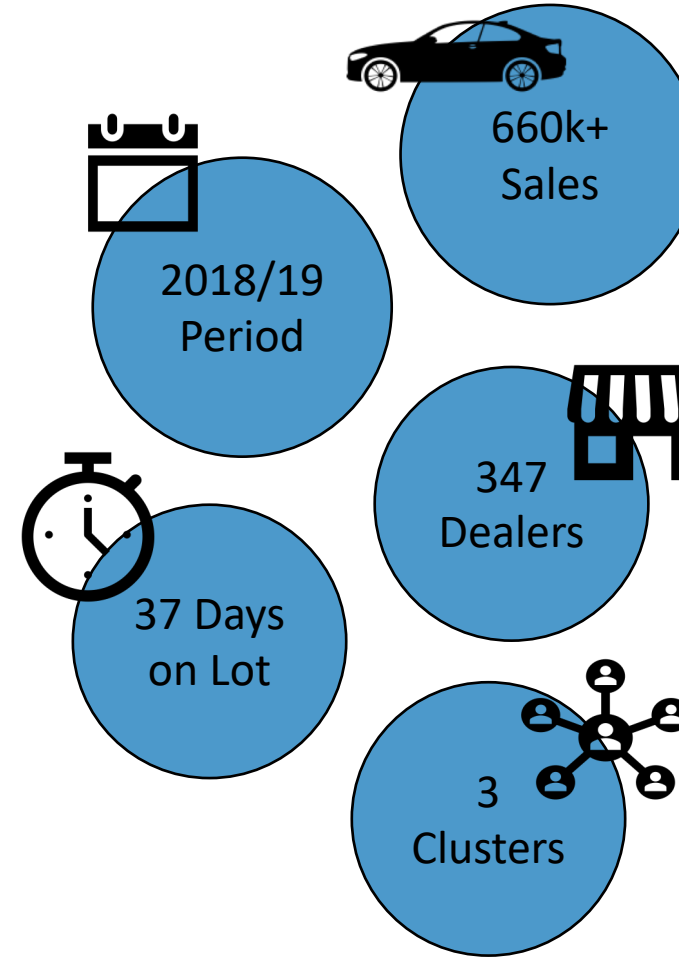 660k+
Sales
2018/19
Period
347
Dealers
37 Days
on Lot
3
Clusters